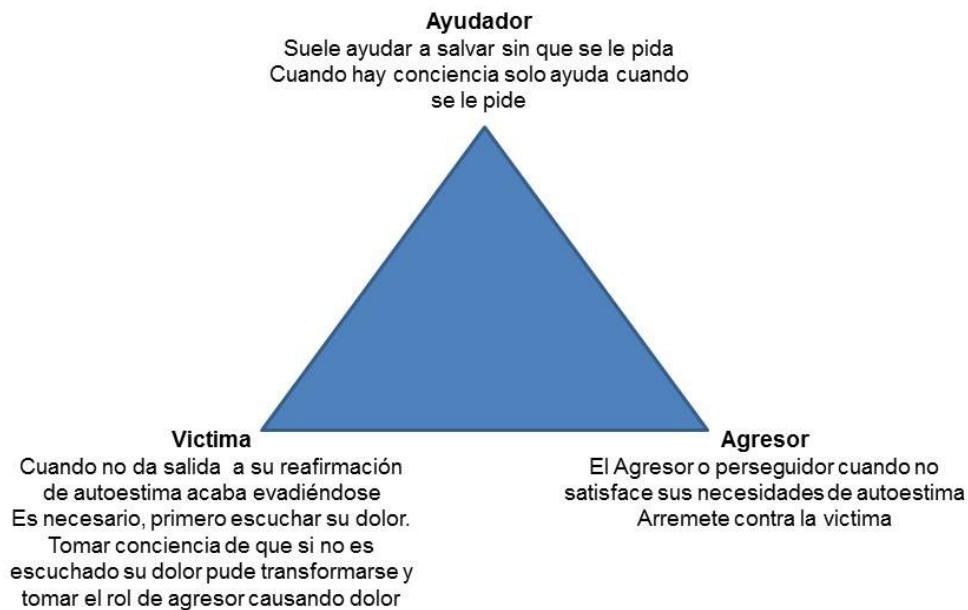 Ayudador
Suele ayudar a salvar sin que se le pida
Cuando hay conciencia solo ayuda cuando
se le pide
Victima
Cuando no da salida a su reafirmación
de autoestima acaba evadiéndose
Es necesario, primero escuchar su dolor.
Tomar conciencia de que si no es
escuchado su dolor pude transformarse y
tomar el rol de agresor causando dolor
Agresor
El Agresor o perseguidor cuando no
satisface sus necesidades de autoestima
Arremete contra la victima